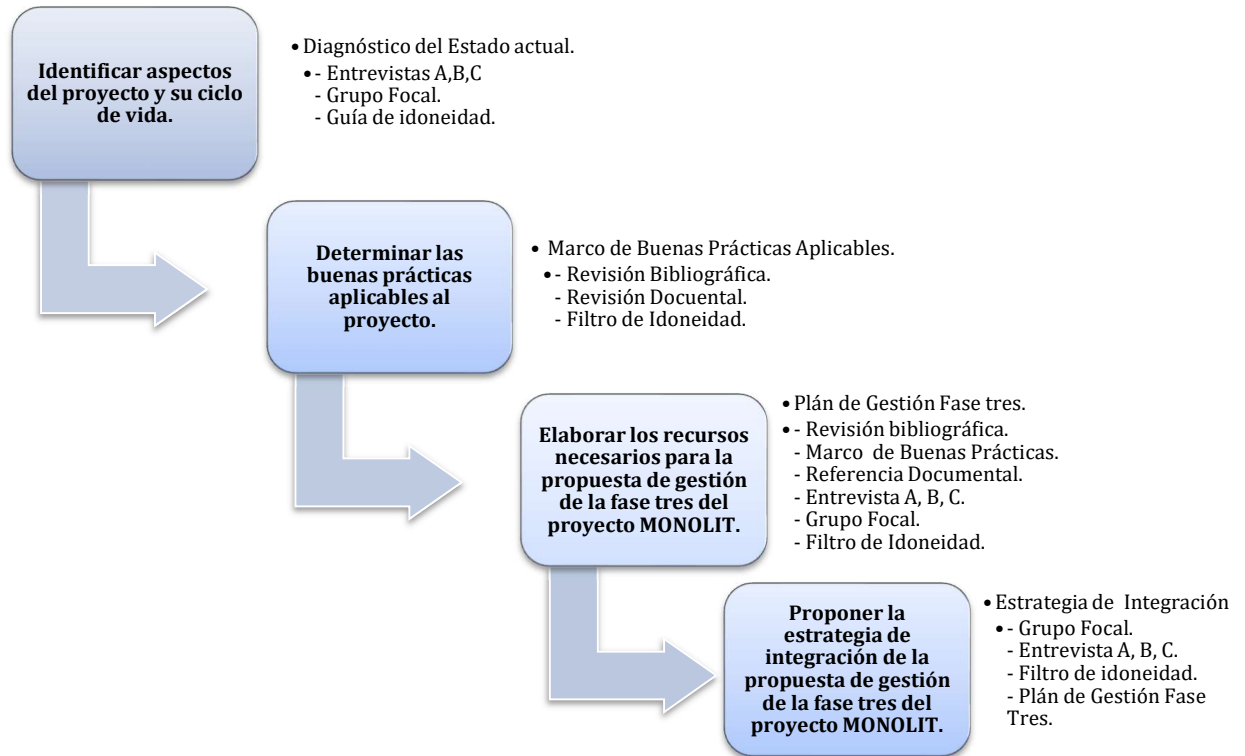 Identificar aspectos
del proyecto y su ciclo
de vida.
• Diagnóstico del Estado actual.
• - Entrevistas A,B,C
- Grupo Focal.
- Guía de idoneidad.
Determinar las
buenas prácticas
aplicables al
proyecto.
• Marco de Buenas Prácticas Aplicables.
• - Revisión Bibliográfica.
- Revisión Docuental.
- Filtro de Idoneidad.
Elaborar los recursos
necesarios para la
propuesta de gestión
de la fase tres del
proyecto MONOLIT.
• Plán de Gestión Fase tres.
• - Revisión bibliográfica.
- Marco de Buenas Prácticas.
- Referencia Documental.
- Entrevista A, B, C.
- Grupo Focal.
- Filtro de Idoneidad.
Proponer la
estrategia de
integración de la
propuesta de gestión
de la fase tres del
proyecto MONOLIT.
• Estrategia de Integración
• - Grupo Focal.
- Entrevista A, B, C.
- Filtro de idoneidad.
- Plán de Gestión Fase
Tres.